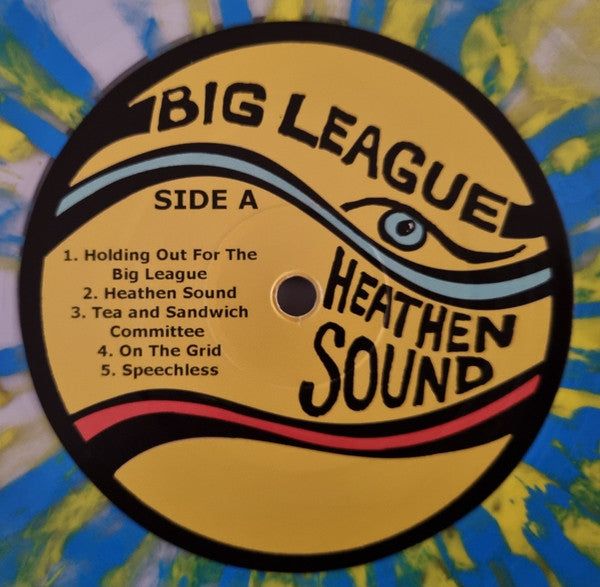 BIG LEAGUE
SIDE A
1. Holding Out For The
Big League
2. Heathen Sound
3. Tea and Sandwich
Committee
4. On The Grid
5. Speechless
HEATHEN
SOUND